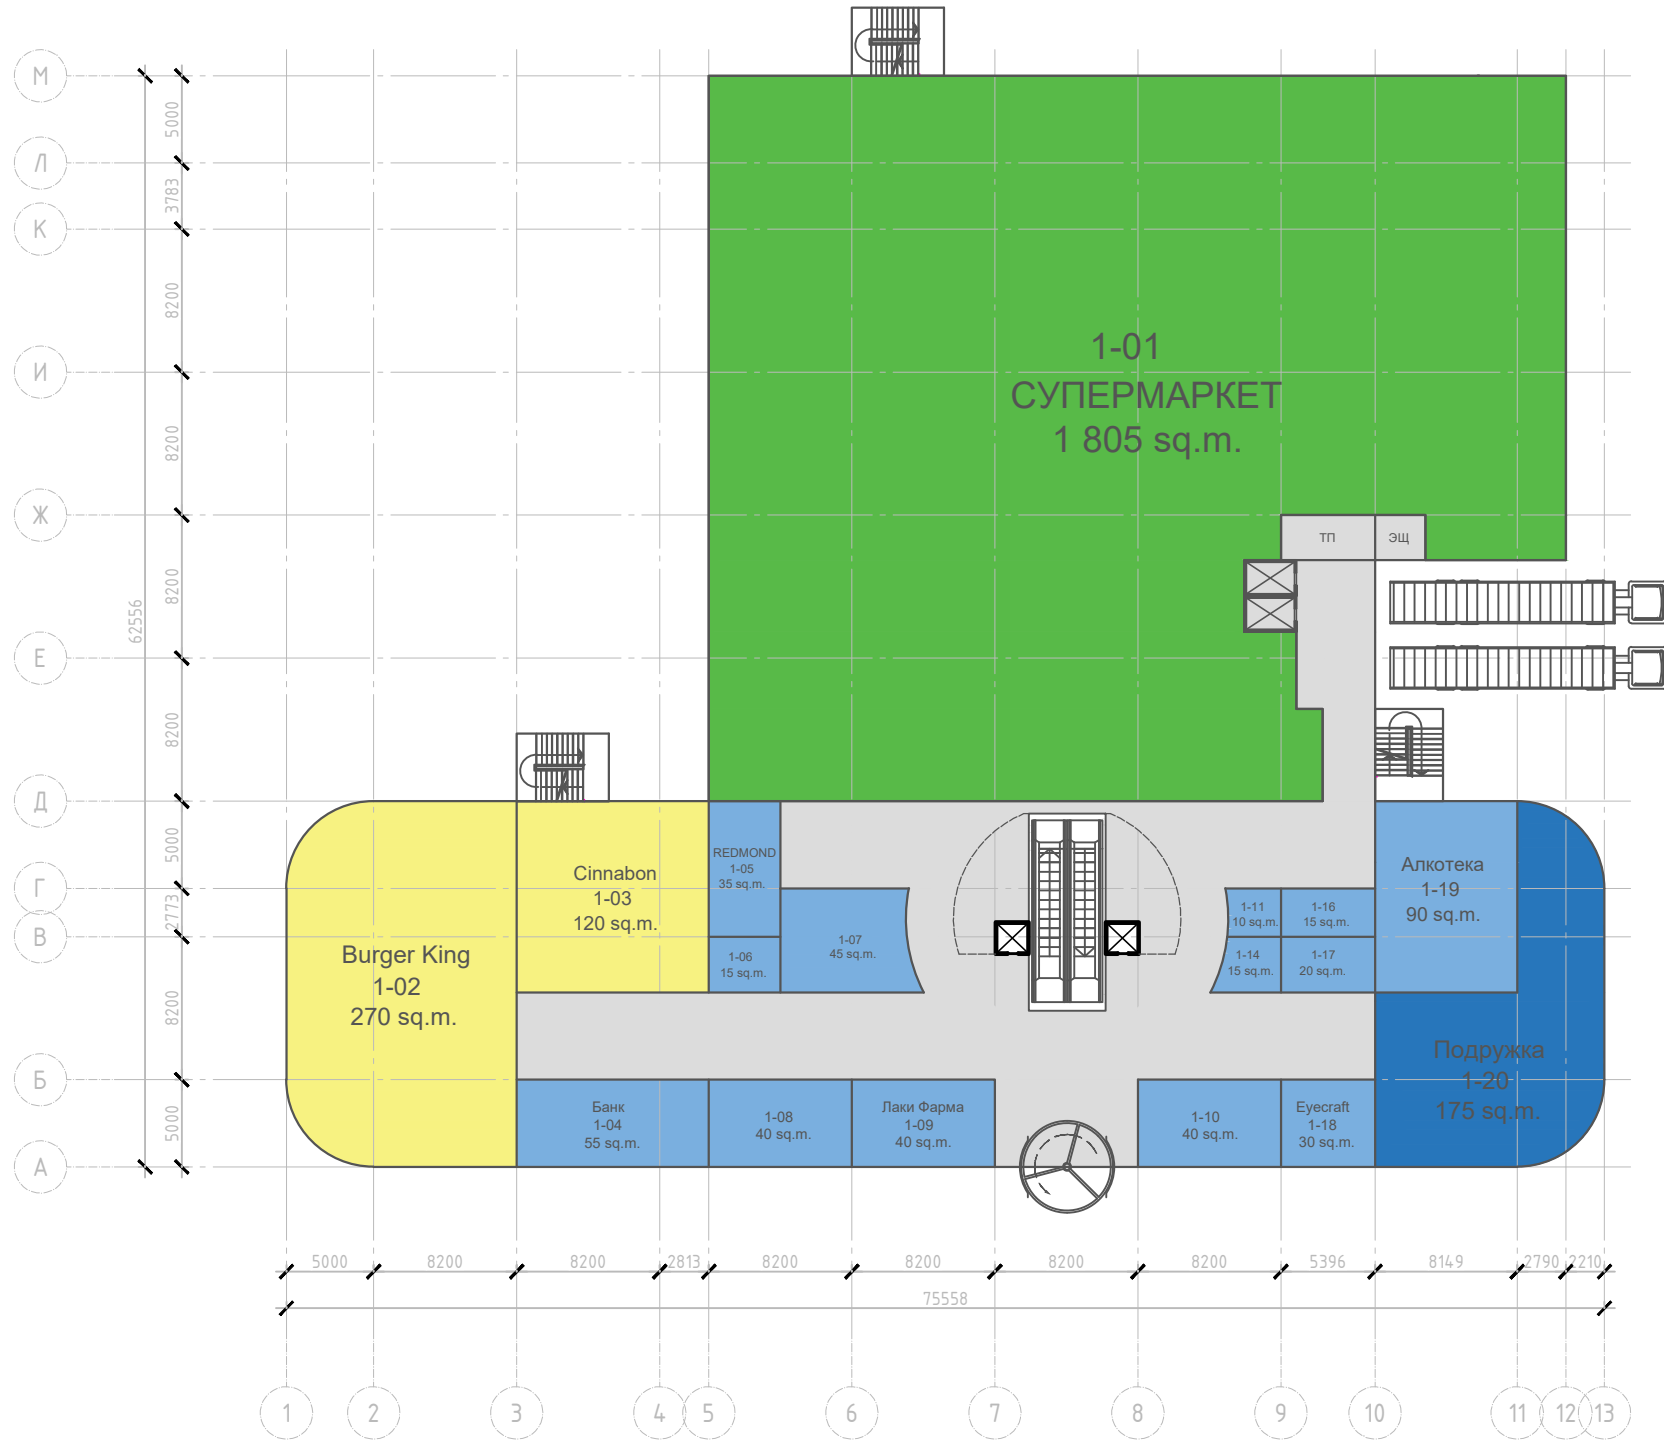 М
5000
Л
3783
К
8200
1-01
И
СУПЕРМАРКЕТ
1 805 sq.m.
8200
Ж
ТП
ЭЩ
8200
62556
Е
8200
Д
5000
REDMOND
1-05
35 sq.m.
Cinnabon
1-03
120 sq.m.
Алкотека
1-19
90 sq.m.
Г
2773
1-11
10 sq.m.
1-16
15 sq.m.
В
1-07
45 sq.m.
1-06
15 sq.m.
1-14
15 sq.m.
1-17
20 sq.m.
Burger King
1-02
270 sq.m.
8200
Подружка
1-20
175 sq.m.
Б
5000
Банк
1-04
55 sq.m.
1-08
40 sq.m.
Лаки Фарма
1-09
40 sq.m.
1-10
40 sq.m.
Eyecraft
1-18
30 sq.m.
А
5000 8200 8200 2813 8200 8200 8200 8200 5396 8149 2790 2210
75558
1 2 3 4 5 6 7 8 9 10 11 12 13